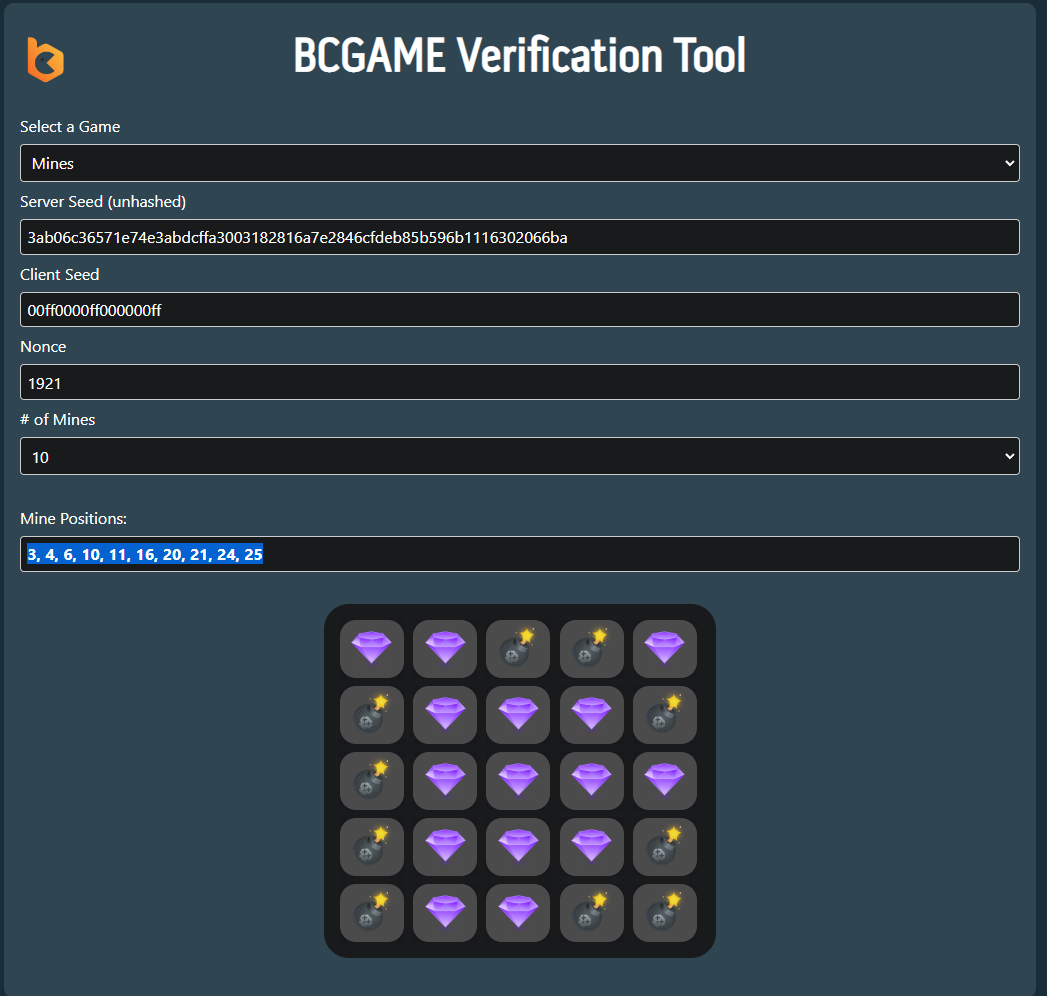 BCGAME Verification Tool
Select a Game
Mines
Server Seed (unhashed)
3ab06c36571e74e3abdcffa3003182816a7e2846cfdeb85b596b1116302066ba
Client Seed
00ff0000ff000000ff
Nonce
1921
# of Mines
10
Mine Positions:
3, 4, 6, 10, 11, 16, 20, 21, 24, 25